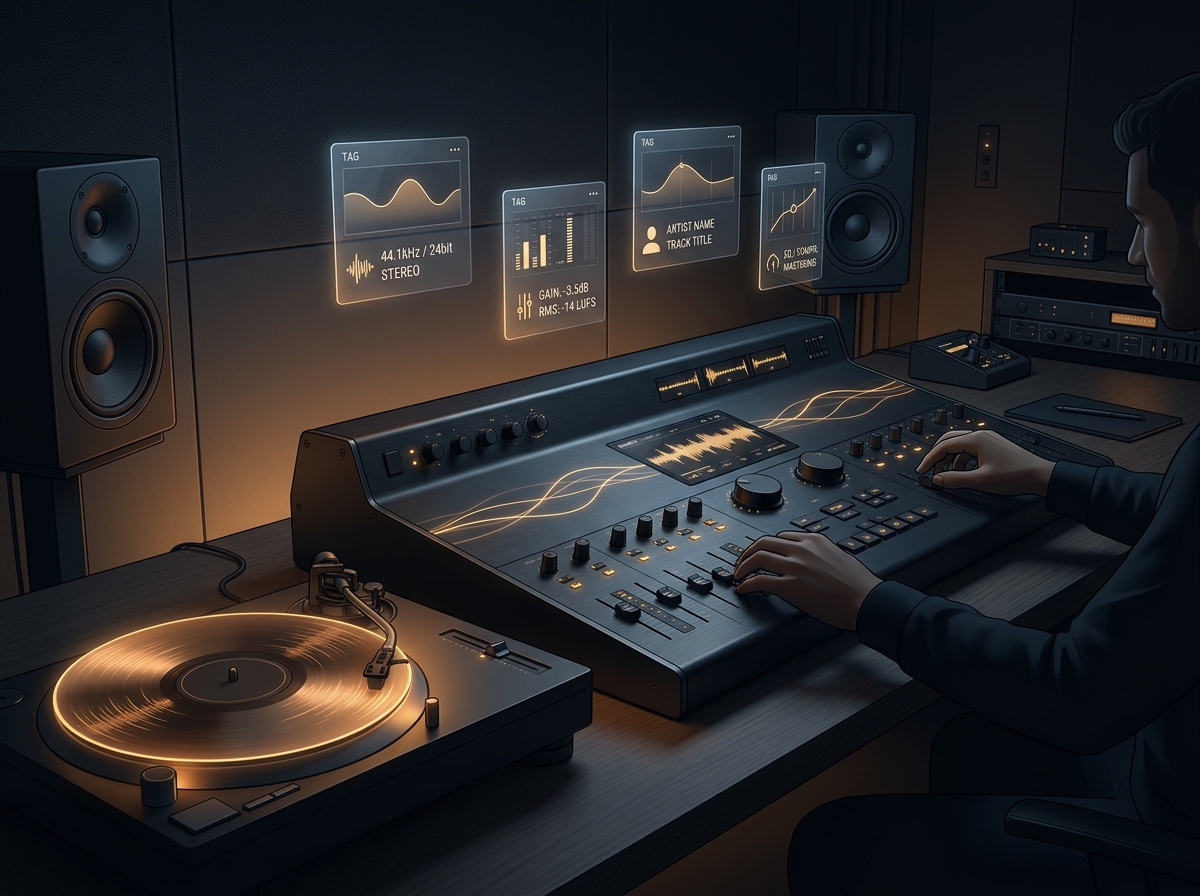 TAG
44.1kHz / 24bit
STEREO
TAG
GAIN.-3.5dB
RMS:-14 LUFS
TAG
ARTIST NAME
TRACK TITLE